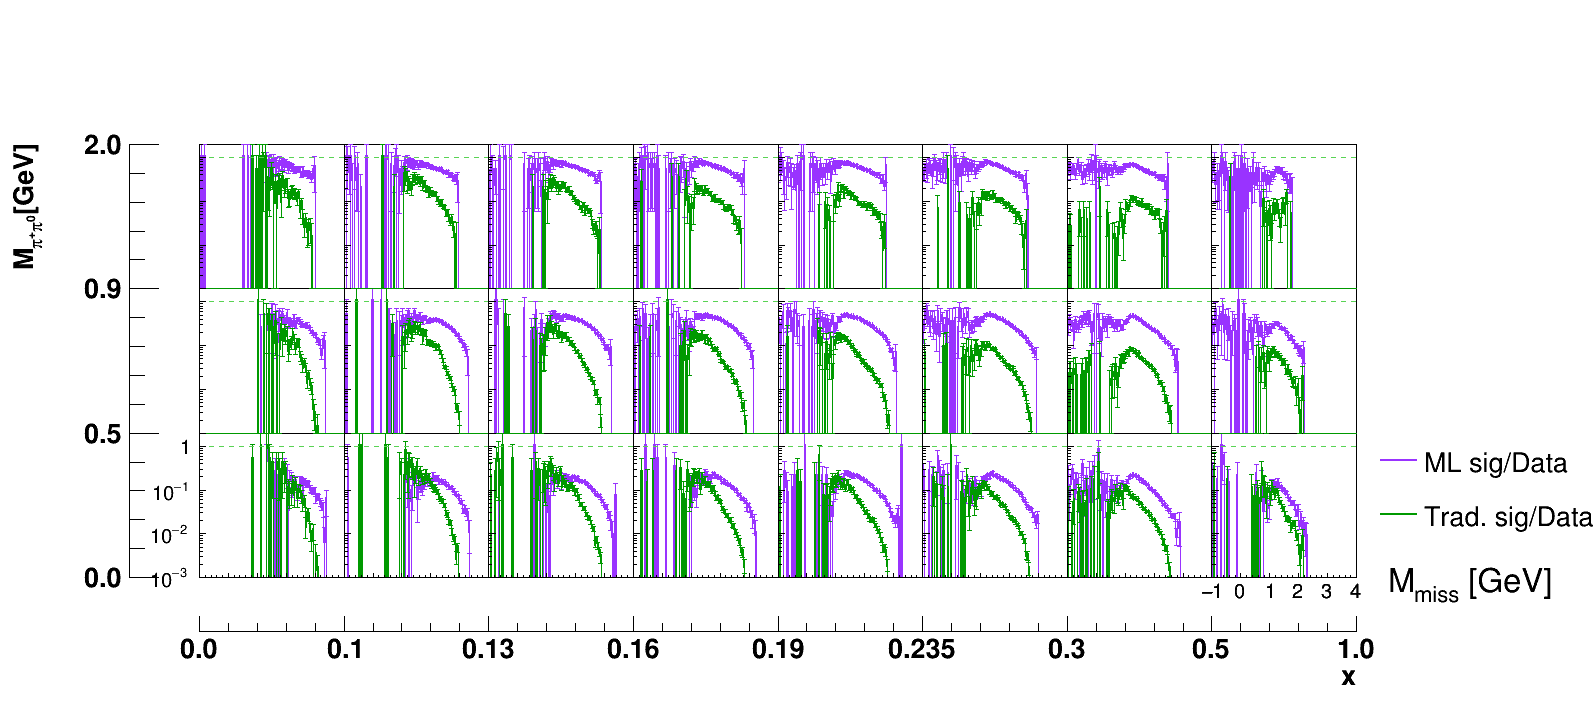 M π⁺π⁰ [GeV]
2.0
0.9
0.5
0.0
1
10⁻¹
10⁻²
10⁻³
ML sig/Data
Trad. sig/Data
−1 0 1 2 3 4
M miss [GeV]
0.0 0.1 0.13 0.16 0.19 0.235 0.3 0.5 1.0
x